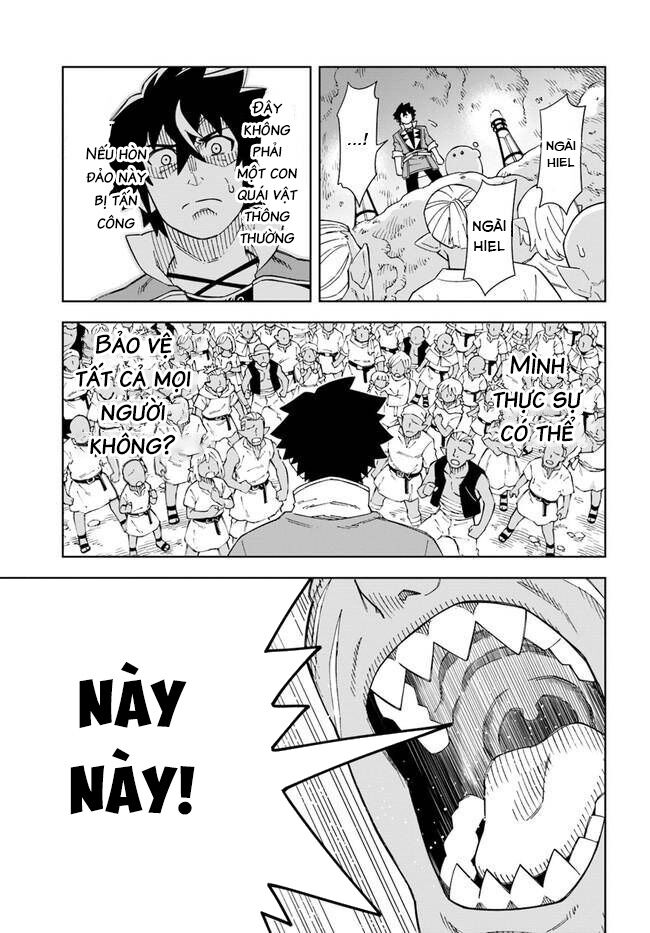 NGÀI
HIEL
NGÀI
HIEL
...!
ĐÂY
KHÔNG
PHẢI
MỘT CON
QUÁI VẬT
THÔNG
THƯỜNG
NẾU HÒN
ĐẢO NÀY
BỊ TẤN
CÔNG
MÌNH
THỰC SỰ
CÓ THỂ
BẢO VỆ
TẤT CẢ MỌI
NGƯỜI
KHÔNG?
NÀY
NÀY!